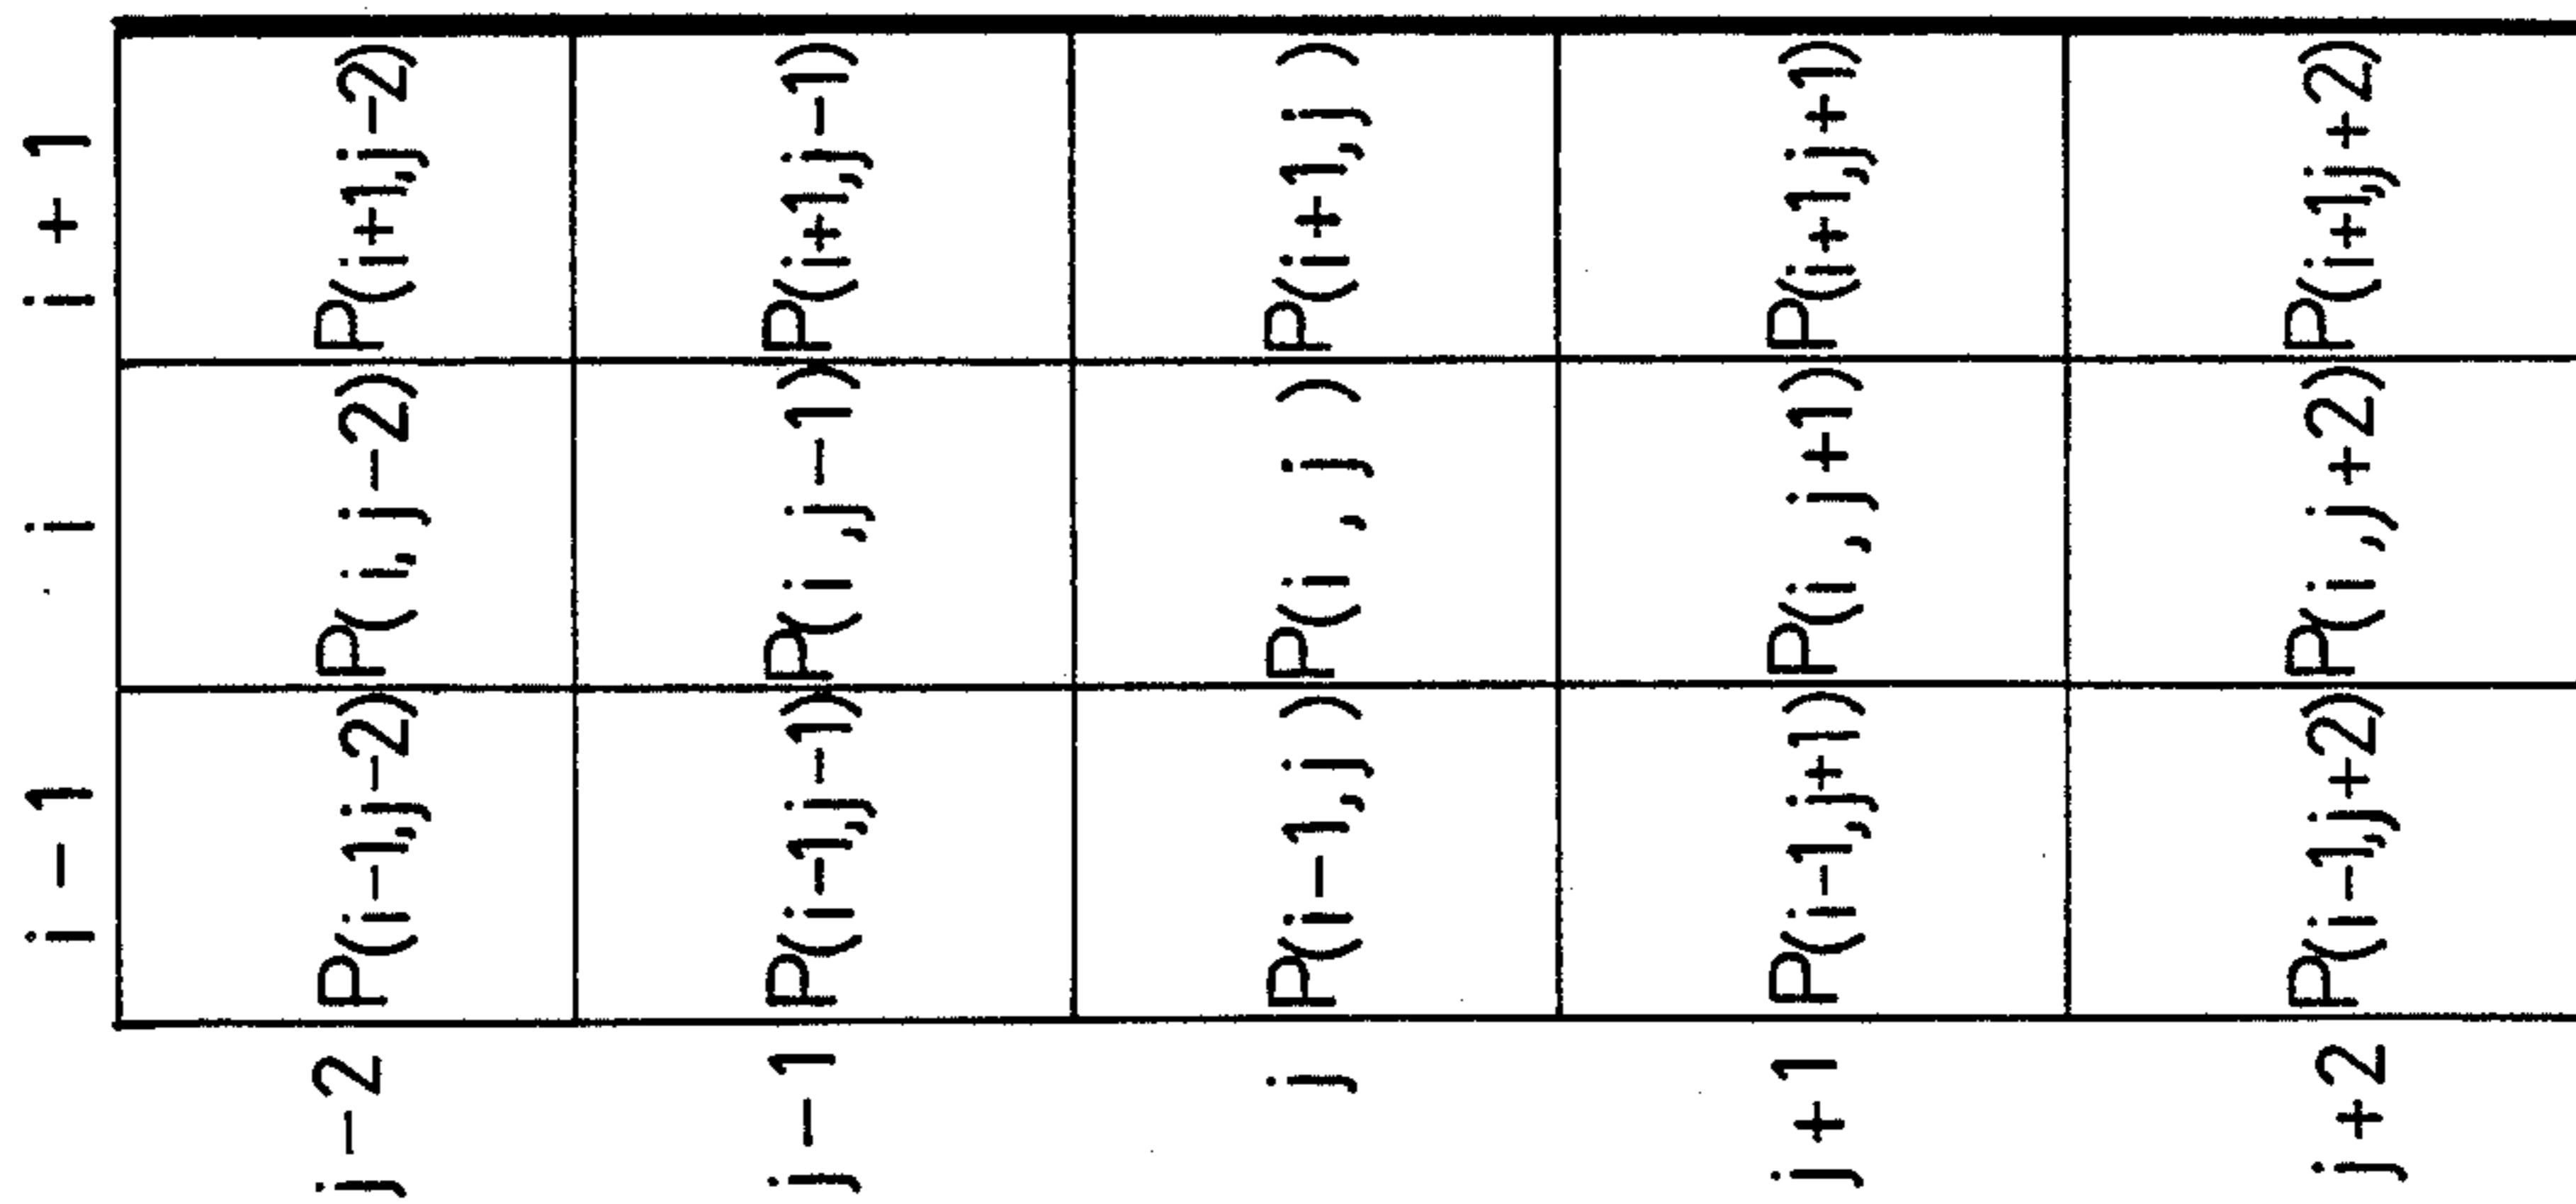 i - 1 i i + 1
j - 2 P(i-1,j-2) P( i, j-2) P(i+1,j-2)
j - 1 P(i-1,j-1) P( i ,j-1) P(i+1,j-1)
j P(i-1,j ) P(i , j ) P(i+1,j )
j + 1 P(i-1,j+1) P(i , j+1) P(i+1,j+1)
j + 2 P(i-1,j+2) P(i ,j+2) P(i+1,j+2)